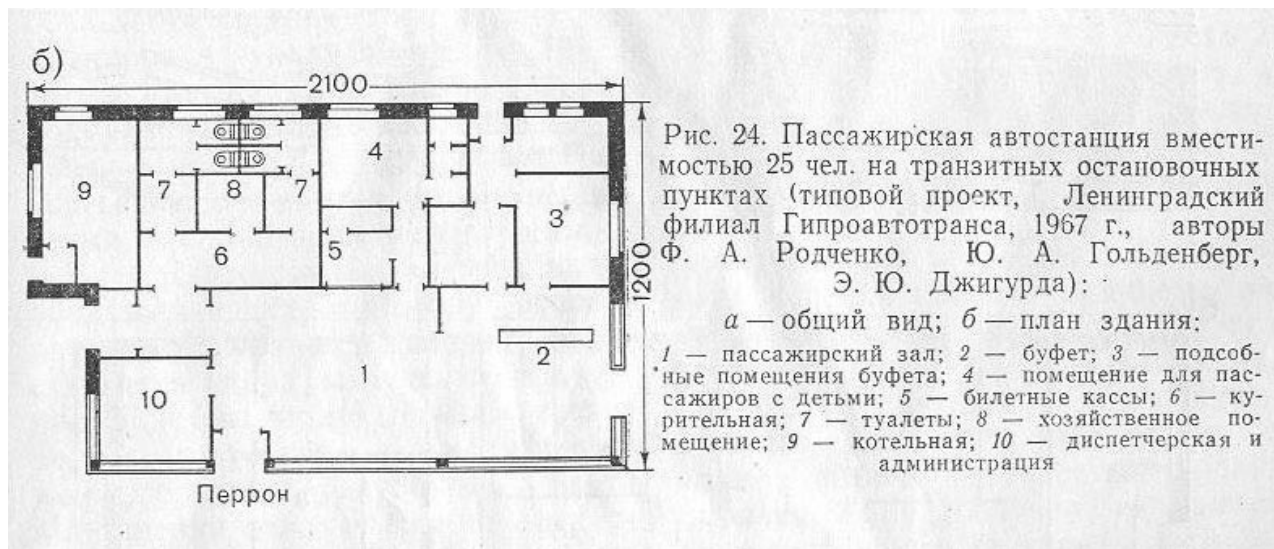 б)
2100
9
7
8
7
4
3
5
6
1200
2
1
10
Перрон
Рис. 24. Пассажирская автостанция вмести-
мостью 25 чел. на транзитных остановочных
пунктах (типовой проект, Ленинградский
филиал Гипроавтотранса, 1967 г., авторы
Ф. А. Родченко, Ю. А. Гольденберг,
Э. Ю. Джигурда):
а — общий вид; б — план здания:
1 — пассажирский зал; 2 — буфет; 3 — подсоб-
ные помещения буфета; 4 — помещение для пас-
сажиров с детьми; 5 — билетные кассы; 6 — ку-
рительная; 7 — туалеты; 8 — хозяйственное по-
мещение; 9 — котельная; 10 — диспетчерская и
администрация